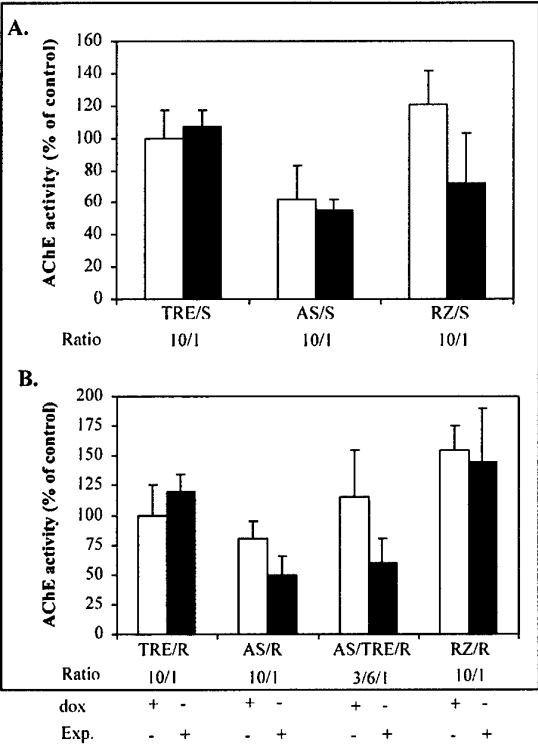 A.
AChE activity (% of control)
160
140
120
100
80
60
40
20
0
TRE/S AS/S RZ/S
Ratio 10/1 10/1 10/1
B.
AChE activity (% of control)
200
175
150
125
100
75
50
25
0
TRE/R AS/R AS/TRE/R RZ/R
Ratio 10/1 10/1 3/6/1 10/1
dox + - + - + - + -
Exp. - + - + - + - +